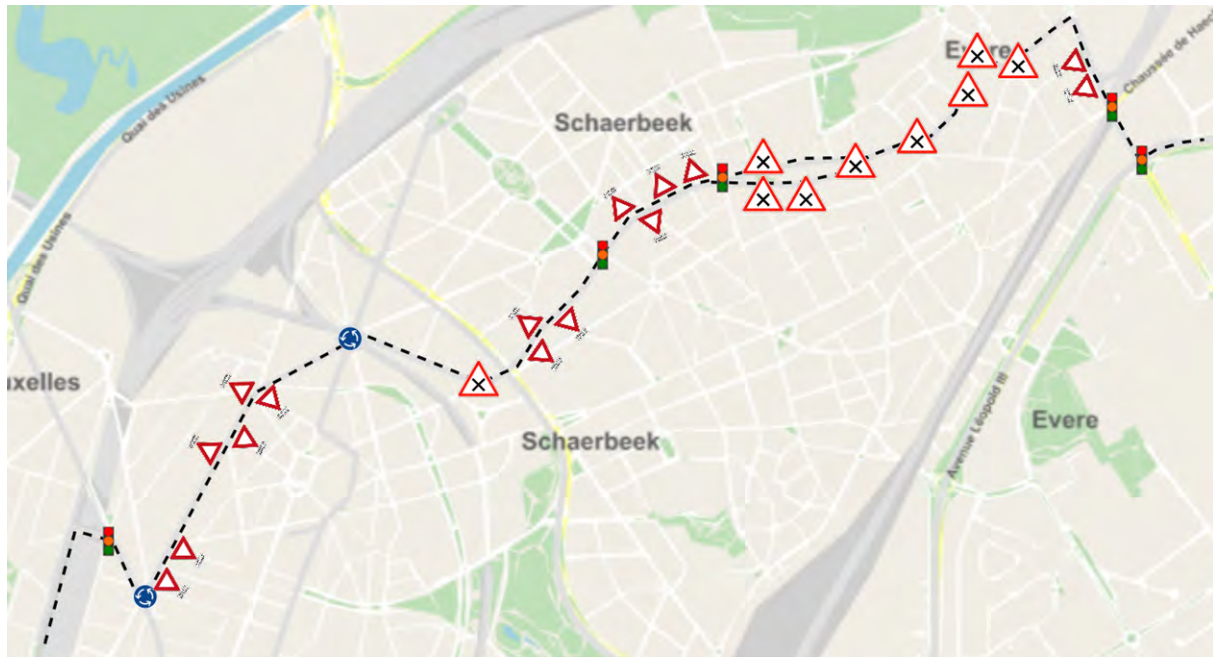 Evere
Chaussée de Haec
Quai des Usines
Schaerbeek
Quai des Usines
uxelles
Schaerbeek
Evere
Avenue Léopold III